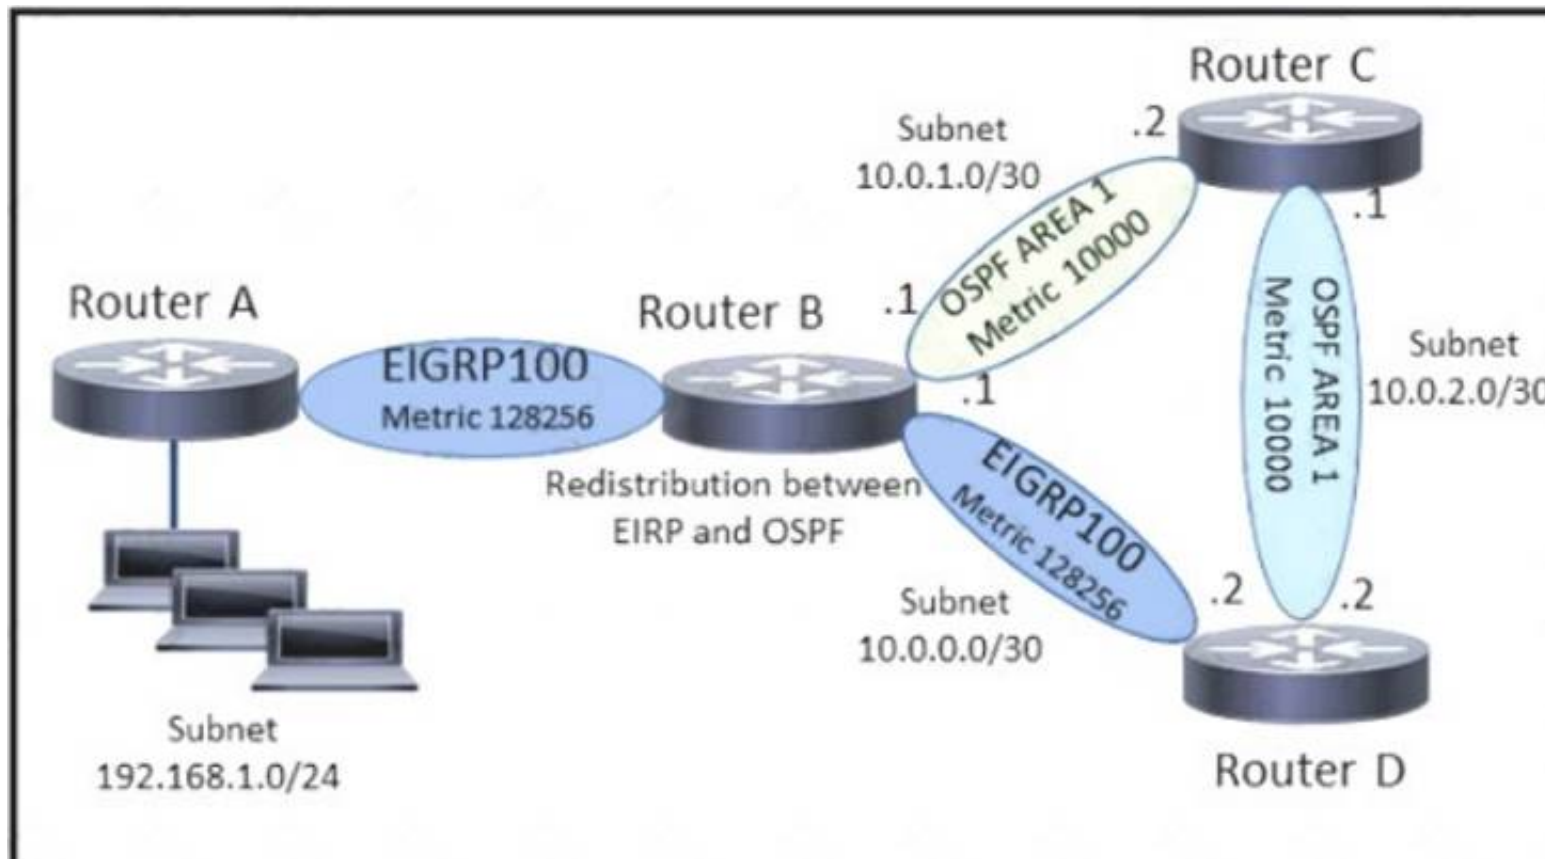 Router C
.2
Subnet
10.0.1.0/30
OSPF AREA 1
Metric 10000
.1
.1
Router A
Router B
.1
EIGRP100
Metric 128256
OSPF AREA 1
Metric 10000
Subnet
10.0.2.0/30
.1
Redistribution between
EIRP and OSPF
EIGRP100
Metric 128256
Subnet
10.0.0.0/30
.2
.2
Subnet
192.168.1.0/24
Router D